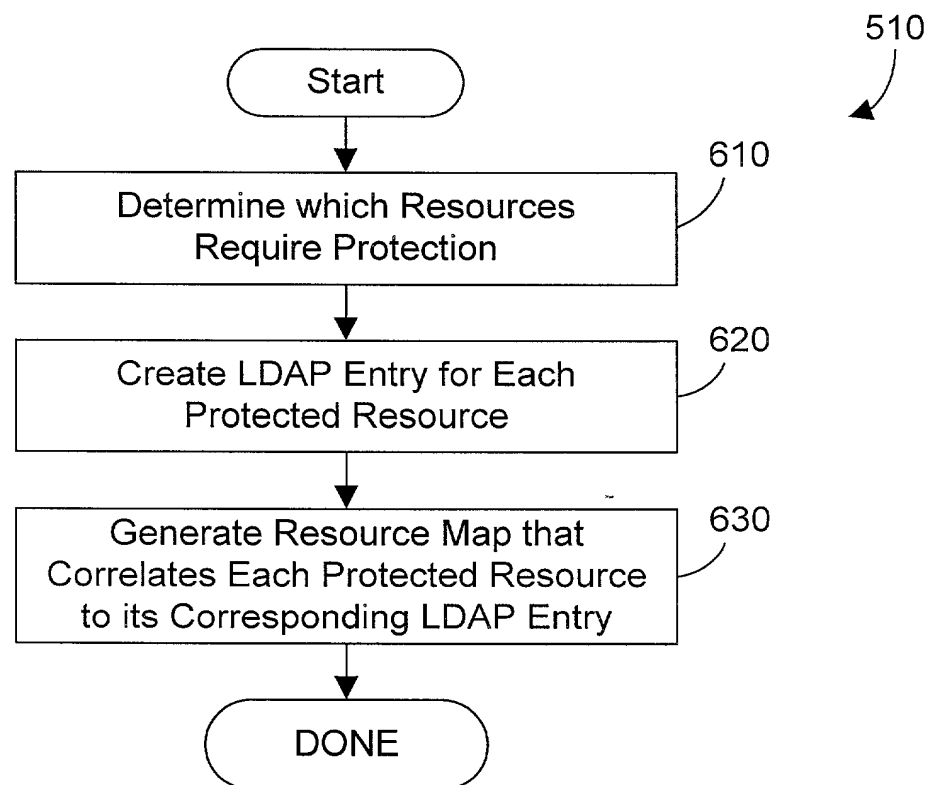 510
Start
610
Determine which Resources
Require Protection
620
Create LDAP Entry for Each
Protected Resource
630
Generate Resource Map that
Correlates Each Protected Resource
to its Corresponding LDAP Entry
DONE